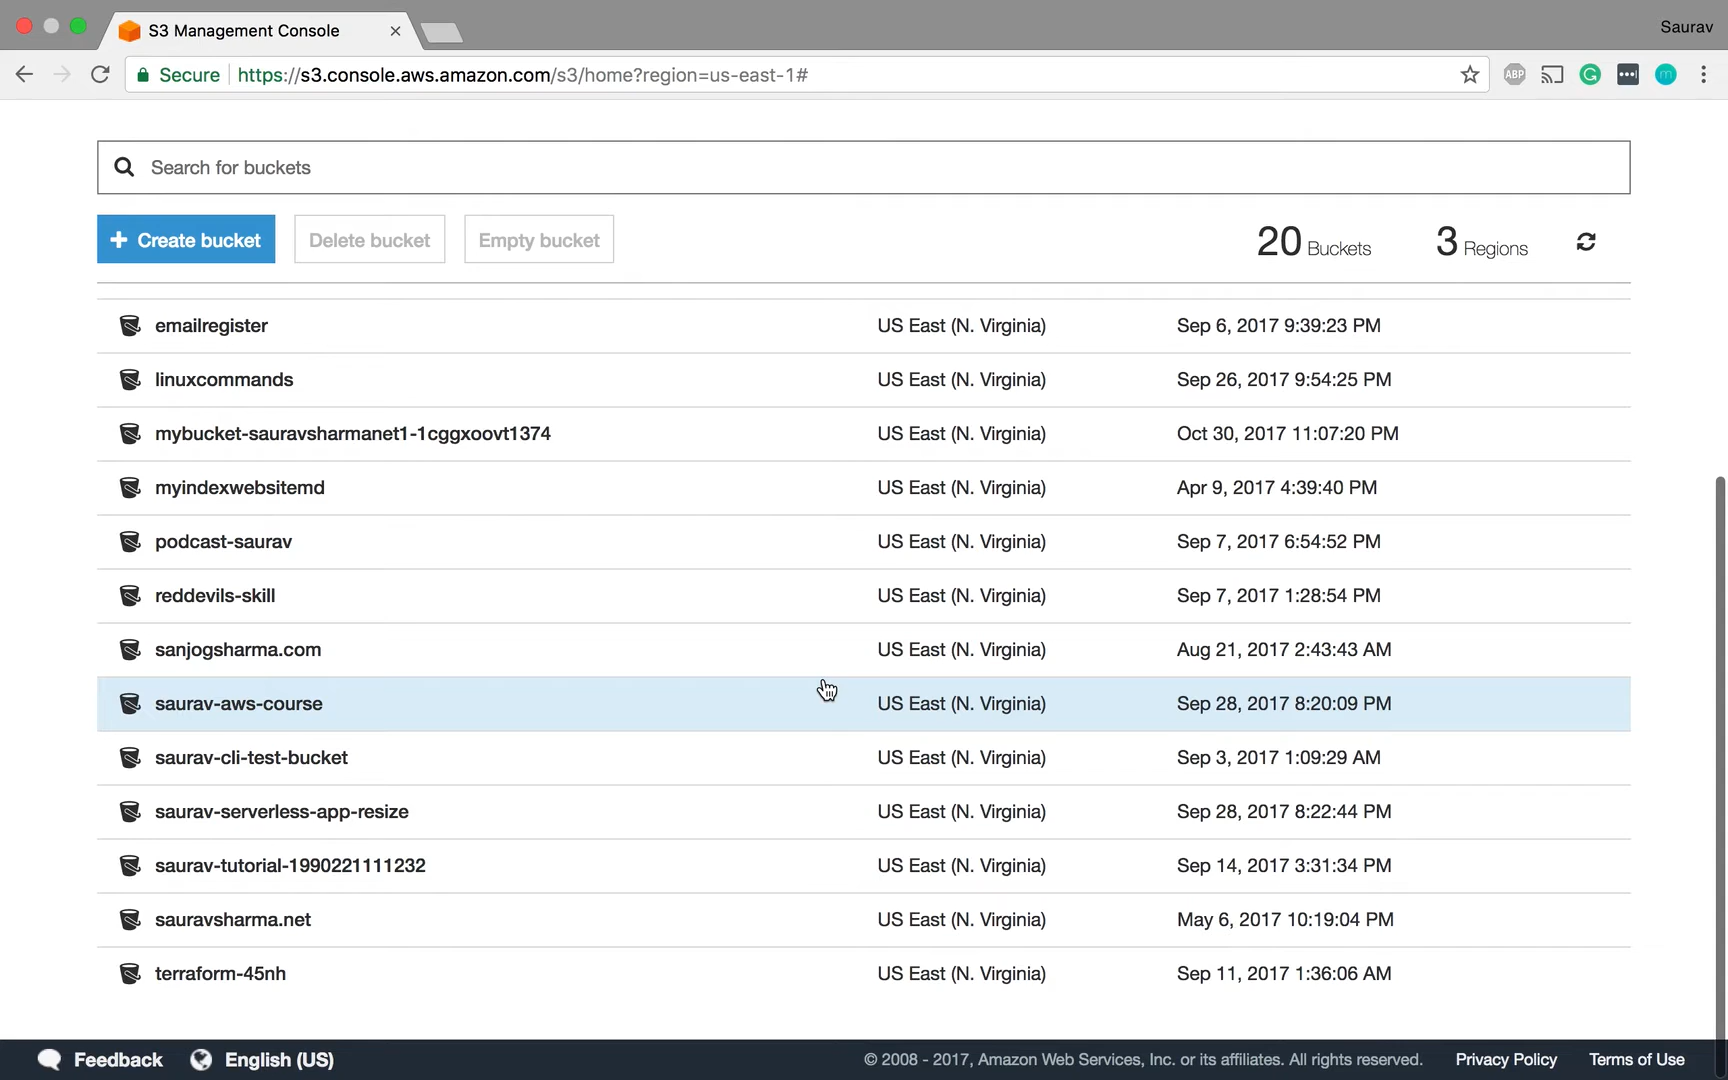 S3 Management Console
Saurav
Secure https://s3.console.aws.amazon.com/s3/home?region=us-east-1#
ABP
G
m
Search for buckets
Create bucket Delete bucket Empty bucket 20 Buckets 3 Regions
emailregister US East (N. Virginia) Sep 6, 2017 9:39:23 PM
linuxcommands US East (N. Virginia) Sep 26, 2017 9:54:25 PM
mybucket-sauravsharmanet1-1cggxoovt1374 US East (N. Virginia) Oct 30, 2017 11:07:20 PM
myindexwebsitemd US East (N. Virginia) Apr 9, 2017 4:39:40 PM
podcast-saurav US East (N. Virginia) Sep 7, 2017 6:54:52 PM
reddevils-skill US East (N. Virginia) Sep 7, 2017 1:28:54 PM
sanjogsharma.com US East (N. Virginia) Aug 21, 2017 2:43:43 AM
saurav-aws-course US East (N. Virginia) Sep 28, 2017 8:20:09 PM
saurav-cli-test-bucket US East (N. Virginia) Sep 3, 2017 1:09:29 AM
saurav-serverless-app-resize US East (N. Virginia) Sep 28, 2017 8:22:44 PM
saurav-tutorial-1990221111232 US East (N. Virginia) Sep 14, 2017 3:31:34 PM
sauravsharma.net US East (N. Virginia) May 6, 2017 10:19:04 PM
terraform-45nh US East (N. Virginia) Sep 11, 2017 1:36:06 AM
Feedback English (US) © 2008 - 2017, Amazon Web Services, Inc. or its affiliates. All rights reserved. Privacy Policy Terms of Use